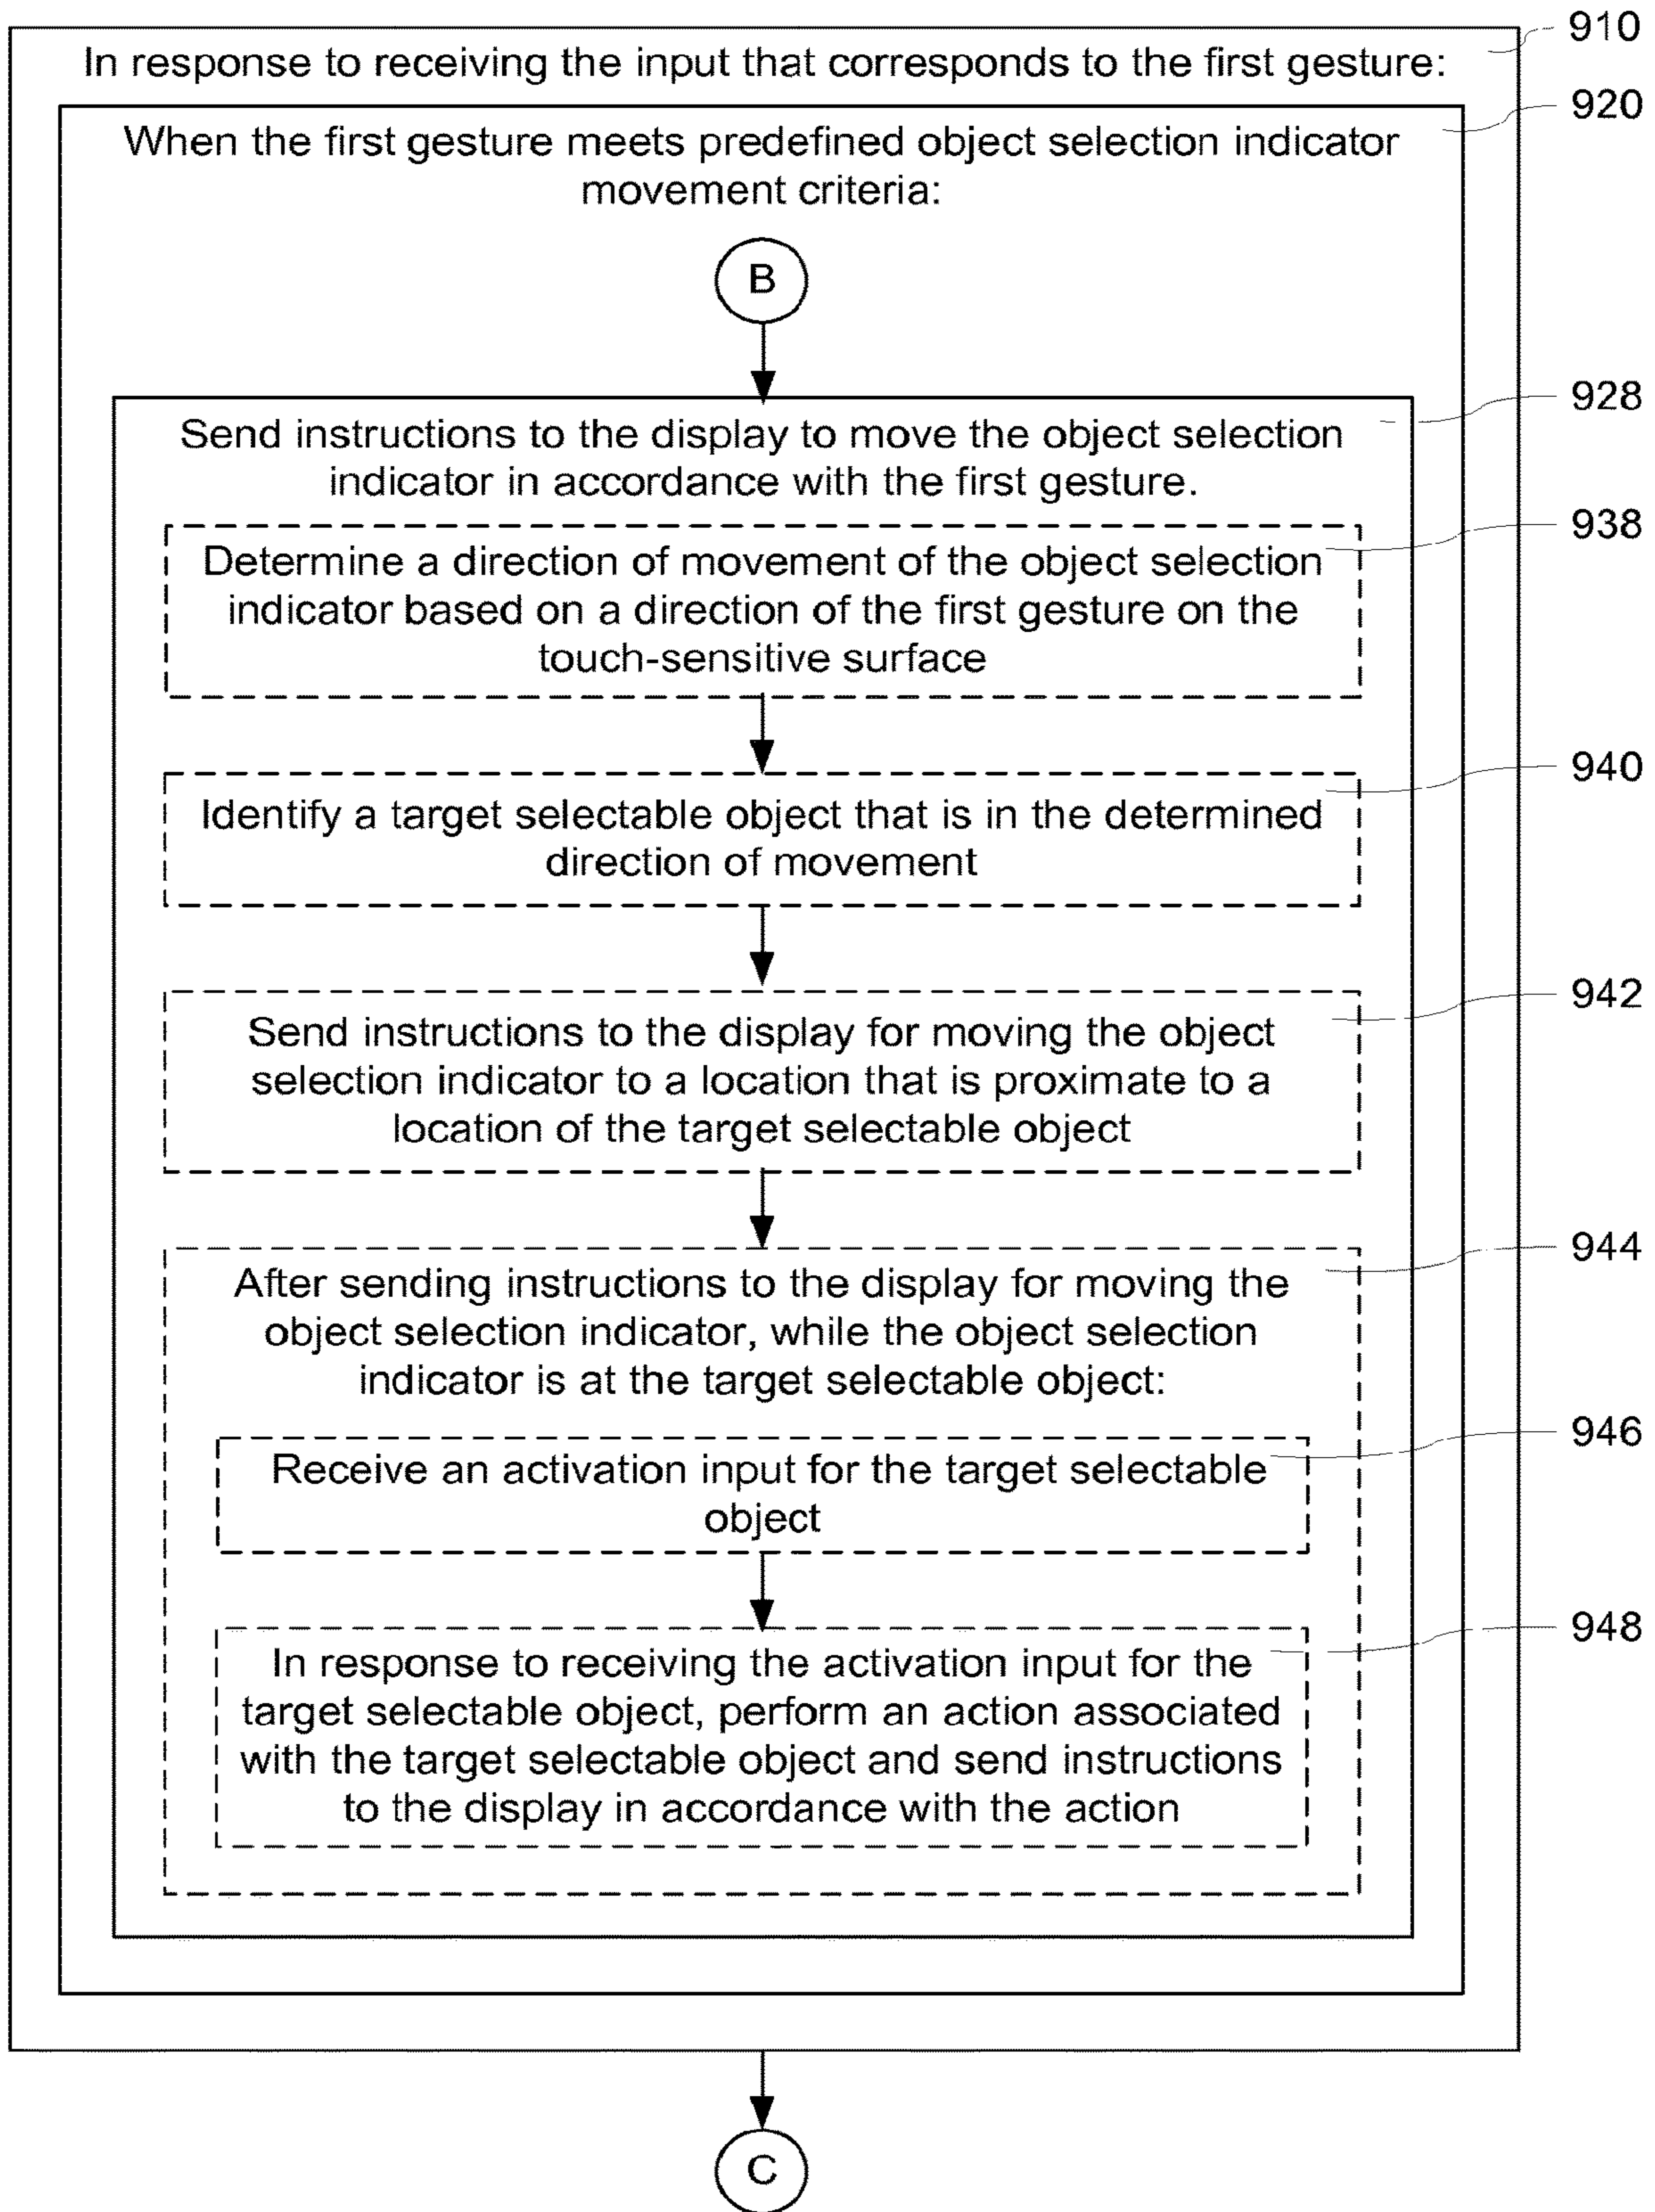 910
In response to receiving the input that corresponds to the first gesture:
920
When the first gesture meets predefined object selection indicator
movement criteria:
B
928
Send instructions to the display to move the object selection
indicator in accordance with the first gesture.
938
Determine a direction of movement of the object selection
indicator based on a direction of the first gesture on the
touch-sensitive surface
940
Identify a target selectable object that is in the determined
direction of movement
942
Send instructions to the display for moving the object
selection indicator to a location that is proximate to a
location of the target selectable object
944
After sending instructions to the display for moving the
object selection indicator, while the object selection
indicator is at the target selectable object:
946
Receive an activation input for the target selectable
object
948
In response to receiving the activation input for the
target selectable object, perform an action associated
with the target selectable object and send instructions
to the display in accordance with the action
C